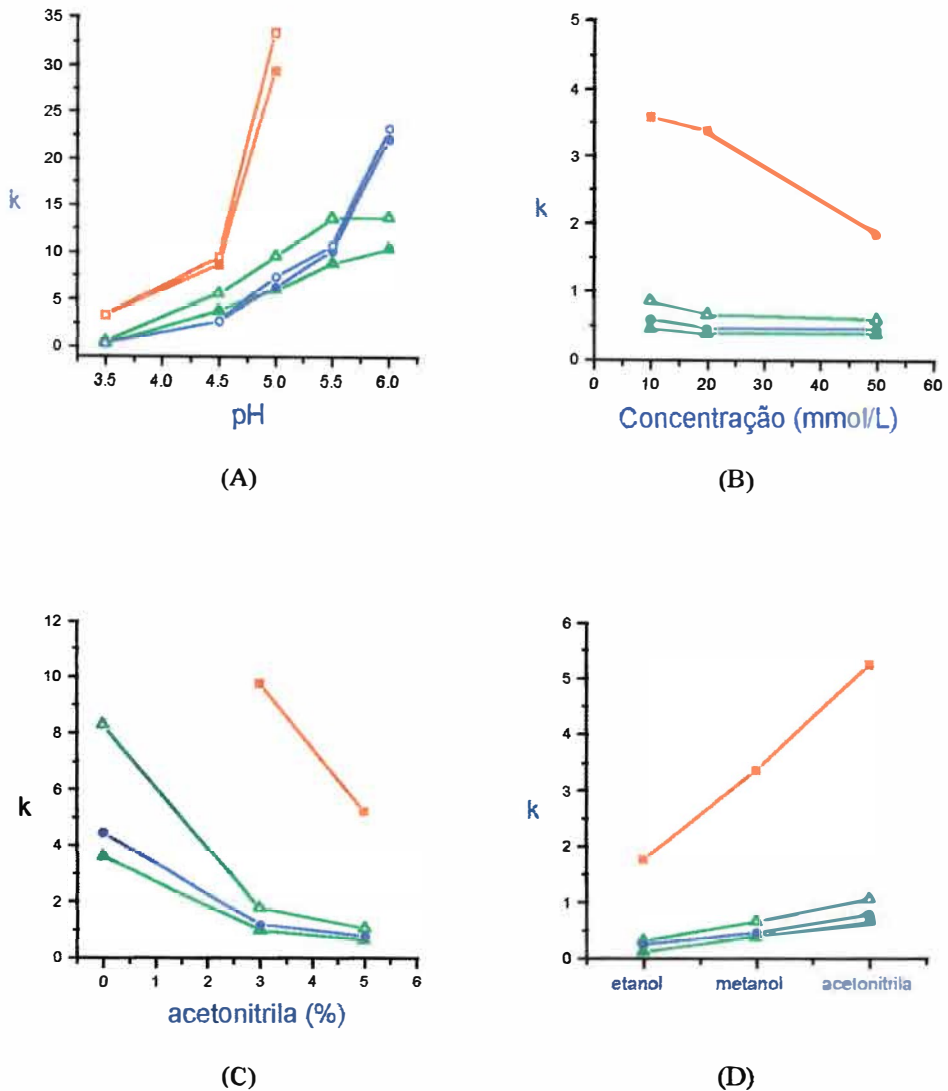 35
30
25
20
15
10
5
0
k
3.5 4.0 4.5 5.0 5.5 6.0
pH
(A)
5
4
3
2
1
0
k
0 10 20 30 40 50 60
Concentração (mmol/L)
(B)
12
10
8
6
4
2
0
k
0 1 2 3 4 5 6
acetonitrila (%)
(C)
6
5
4
3
2
1
0
k
etanol metanol acetonitrila
(D)